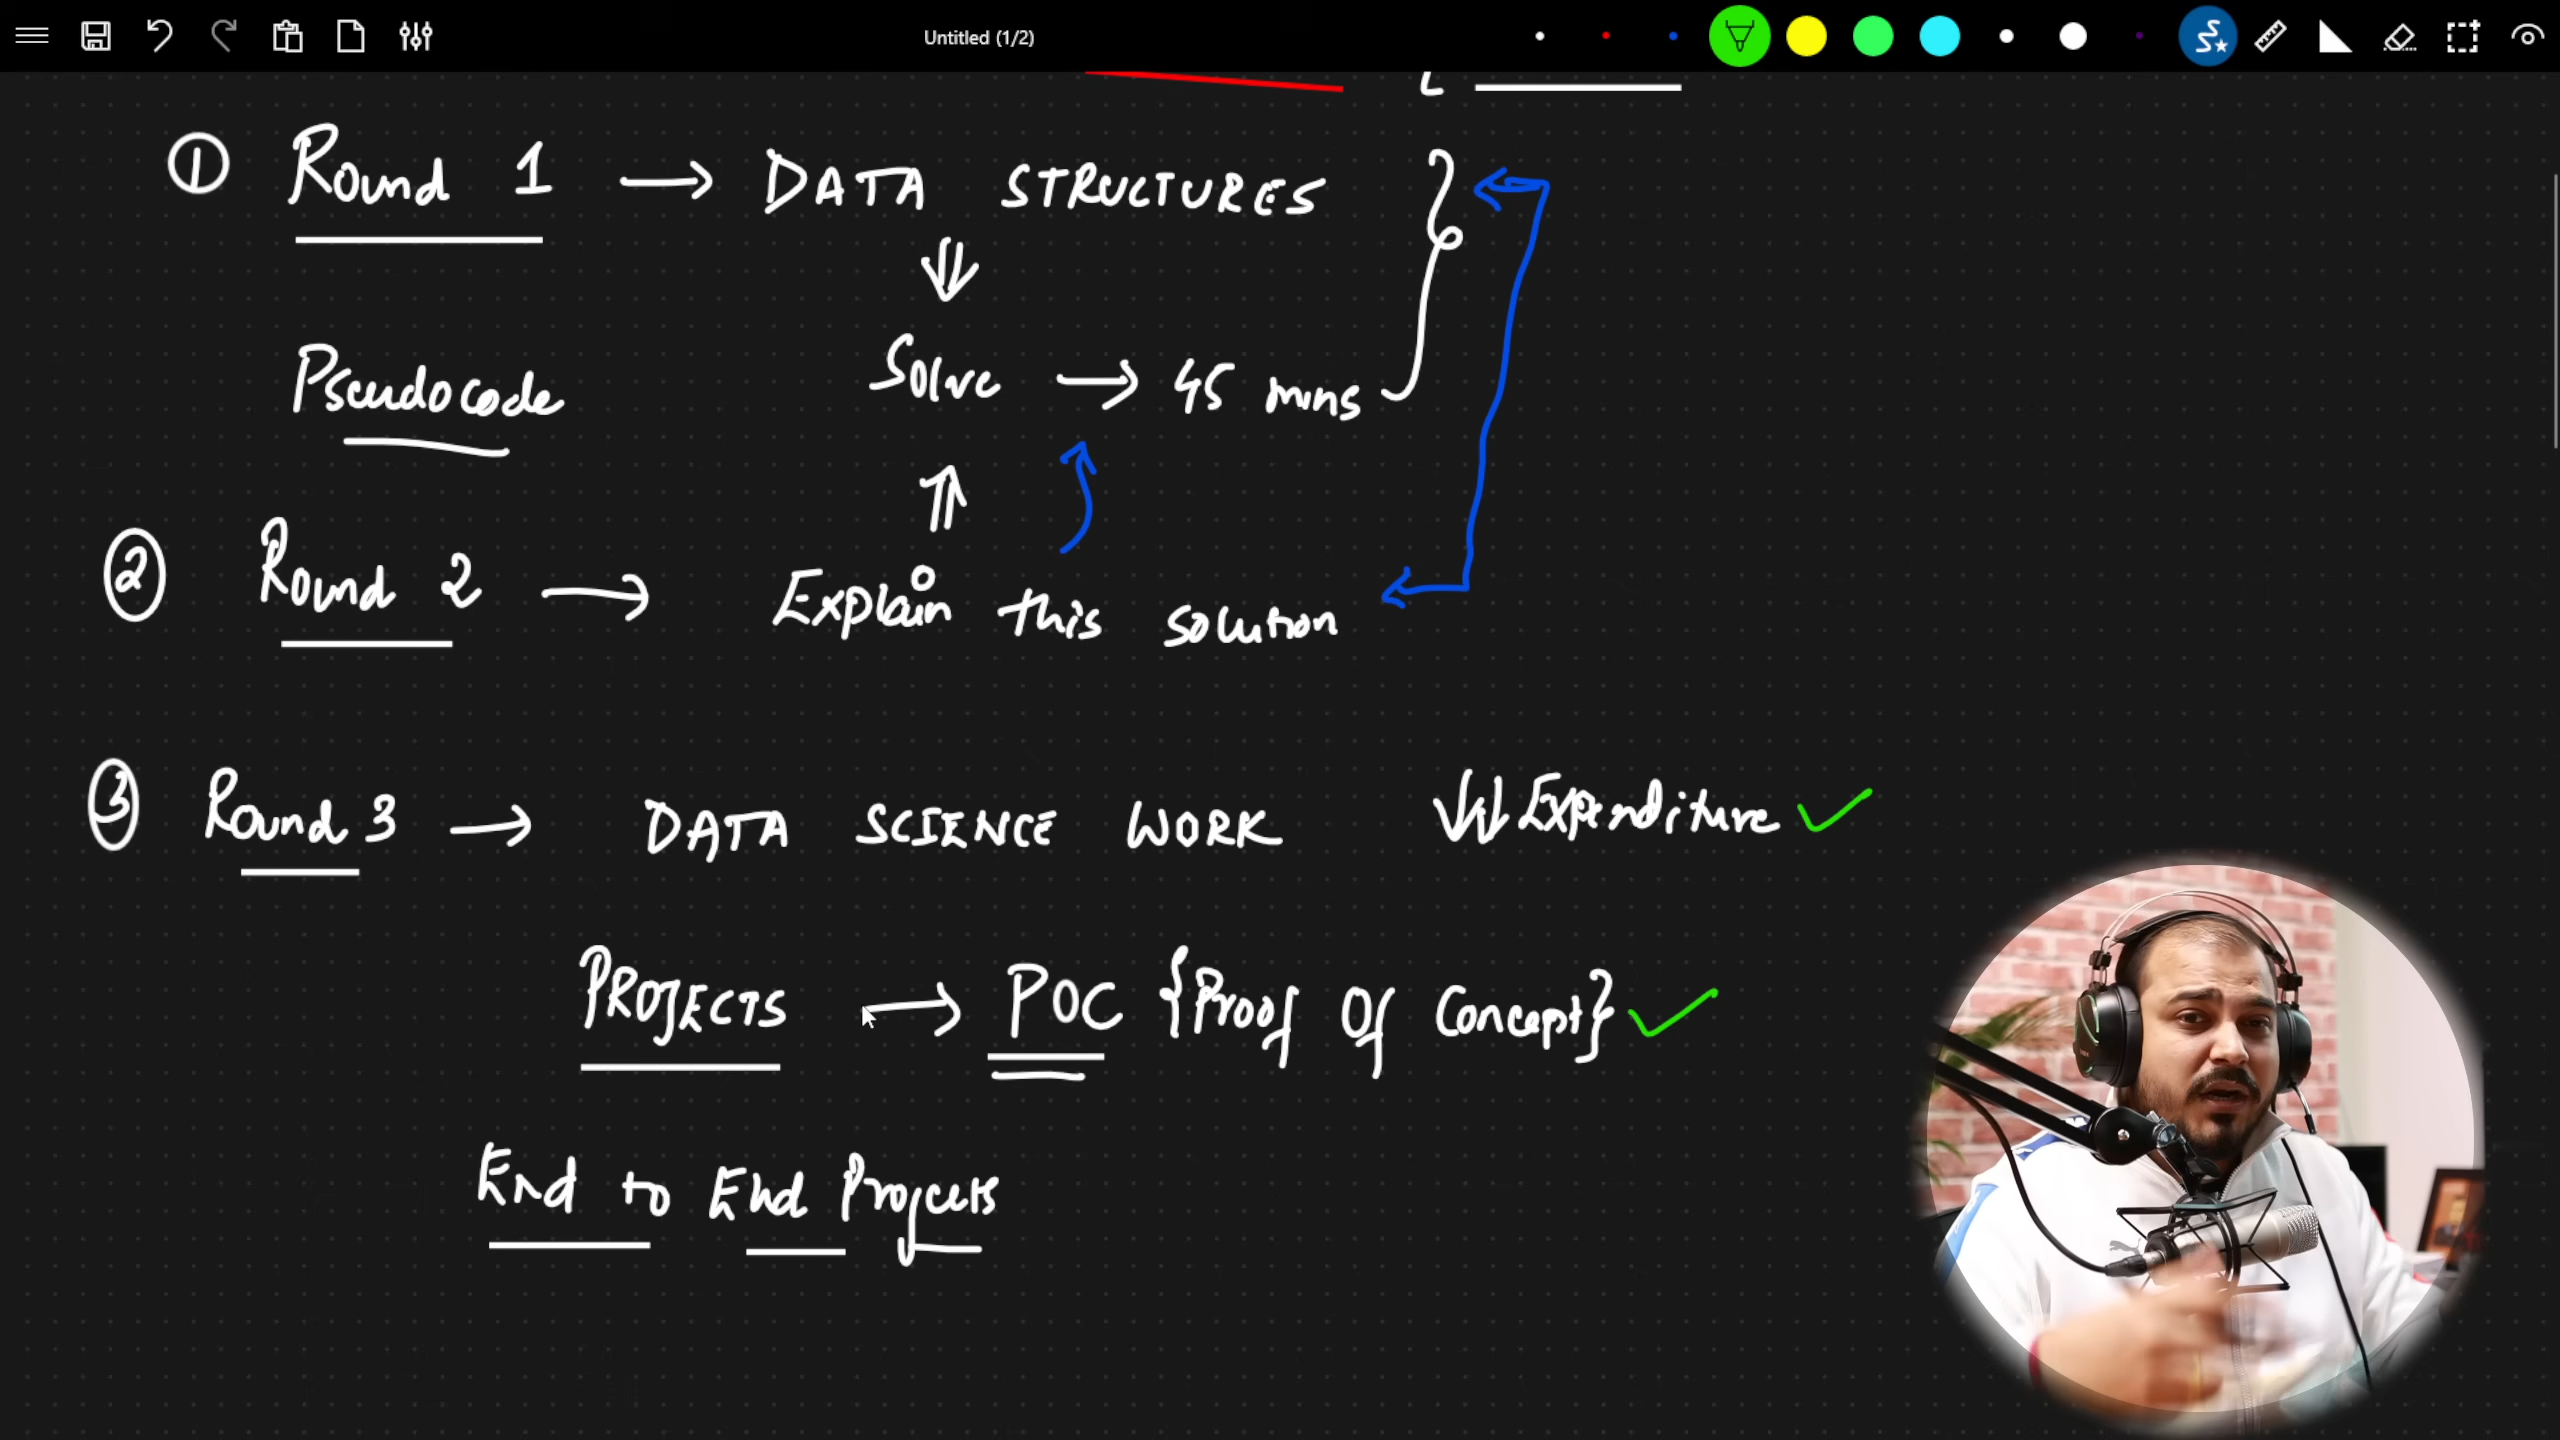 Untitled (1/2)
① Round 1 → DATA STRUCTURES
Solve → 45 mins
Pseudocode
② Round 2 → Explain this solution
③ Round 3 → DATA SCIENCE WORK Expenditure ✓
PROJECTS → POC {Proof Of Concept} ✓
End to End Projects